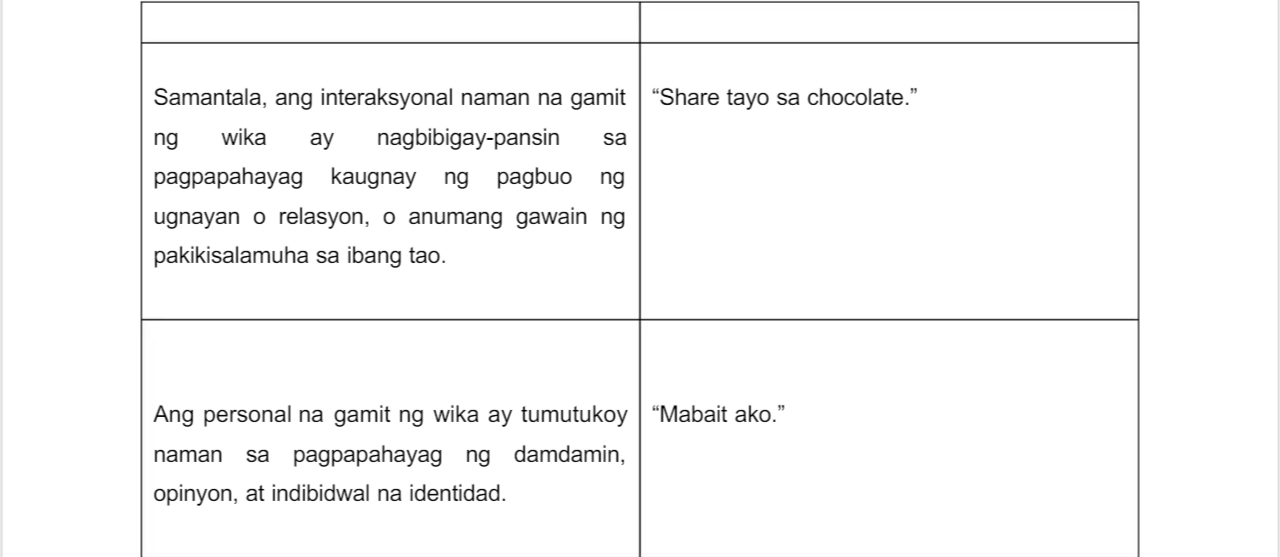 Samantala, ang interaksyonal naman na gamit
ng wika ay nagbibigay-pansin sa
pagpapahayag kaugnay ng pagbuo ng
ugnayan o relasyon, o anumang gawain ng
pakikisalamuha sa ibang tao.
“Share tayo sa chocolate.”
Ang personal na gamit ng wika ay tumutukoy
naman sa pagpapahayag ng damdamin,
opinyon, at indibidwal na identidad.
“Mabait ako.”